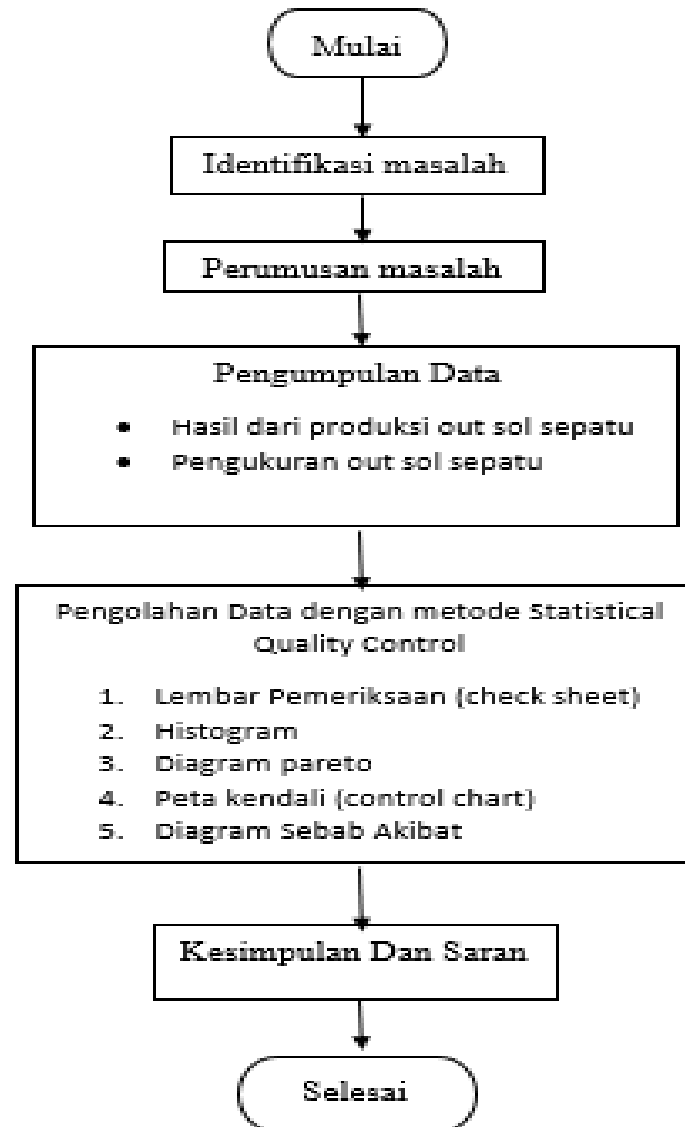 Mulai
Identifikasi masalah
Perumusan masalah
Pengumpulan Data
• Hasil dari produksi out sol sepatu
• Pengukuran out sol sepatu
Pengolahan Data dengan metode Statistical
Quality Control
1. Lembar Pemeriksaan (check sheet)
2. Histogram
3. Diagram pareto
4. Peta kendali (control chart)
5. Diagram Sebab Akibat
Kesimpulan Dan Saran
Selesai